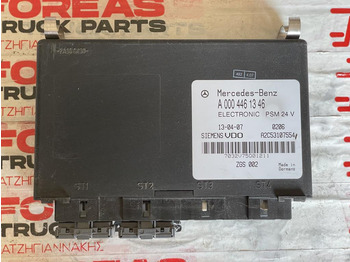 FOREAS
TRUCK PARTS
ΑΤΖΗΓΙΑΝΝΗΣ
Mercedes-Benz
A 000 446 13 46
ELECTRONIC PSM 24 V
13-04-07 0206
SIEMENS VDO A2C53107554
ZGS 002
Made in
Germany
ST1 ST2 ST3 ST4